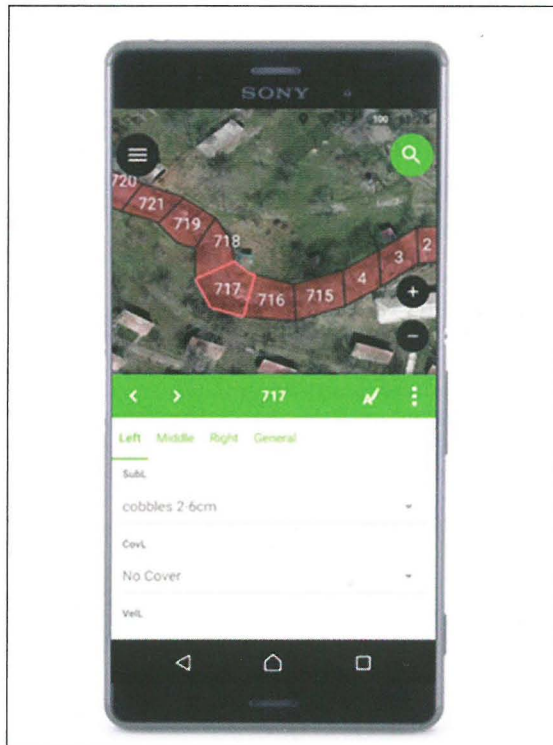 SONY
100
720
721
719
718
717
716
715
4
3
2
+
−
717
Left Middle Right General
SubL
cobbles 2-6cm
CovL
No Cover
VelL